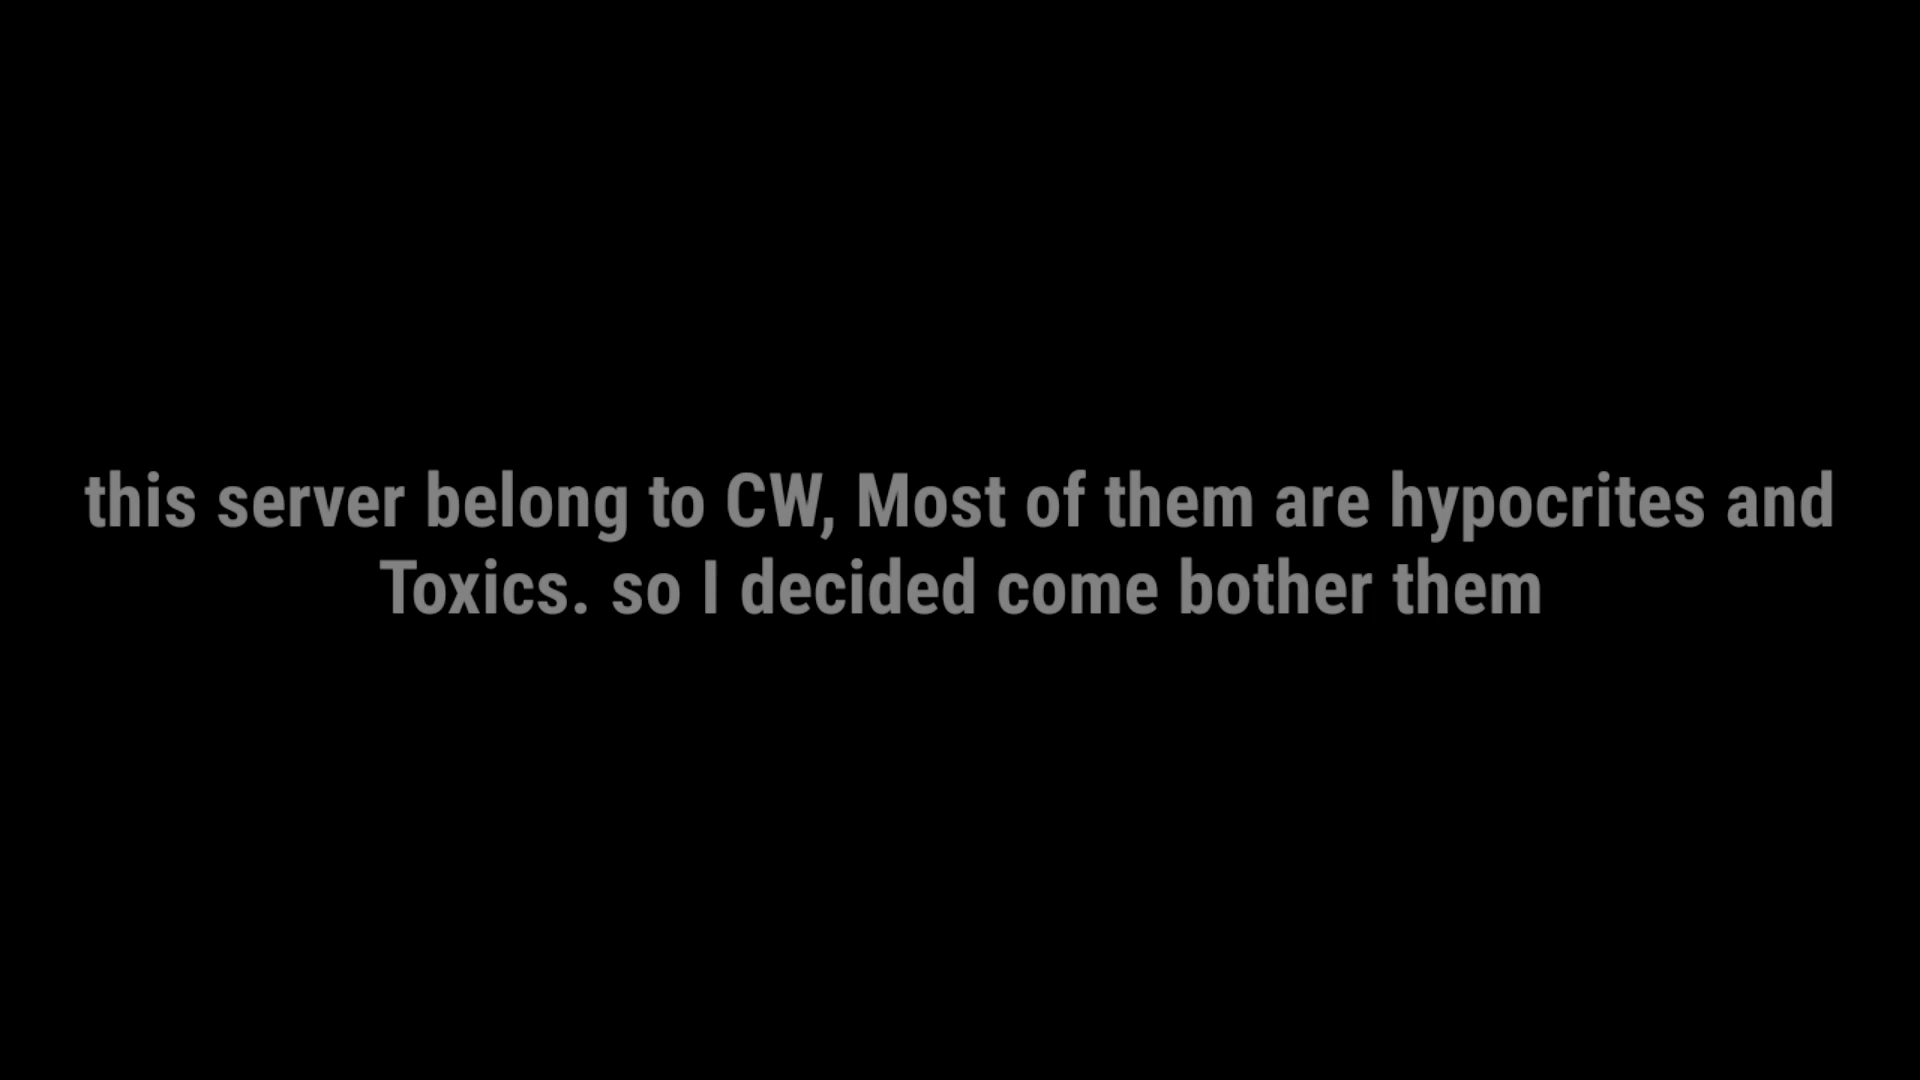 this server belong to CW, Most of them are hypocrites and
Toxics. so I decided come bother them